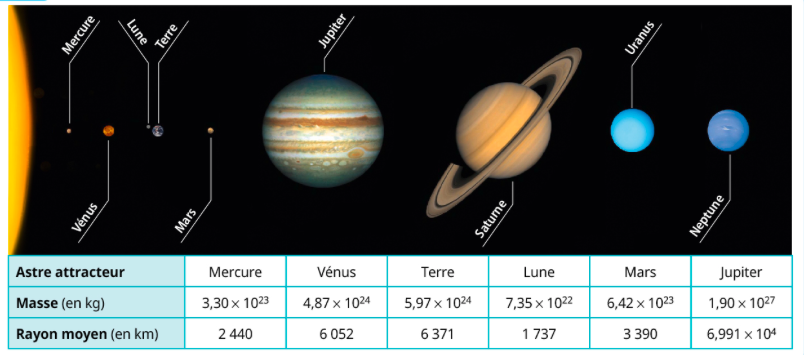 Mercure
Lune
Terre
Jupiter
Uranus
Vénus
Mars
Saturne
Neptune
Astre attracteur Mercure Vénus Terre Lune Mars Jupiter
Masse (en kg) 3,30 × 10²³ 4,87 × 10²⁴ 5,97 × 10²⁴ 7,35 × 10²² 6,42 × 10²³ 1,90 × 10²⁷
Rayon moyen (en km) 2 440 6 052 6 371 1 737 3 390 6,991 × 10⁴